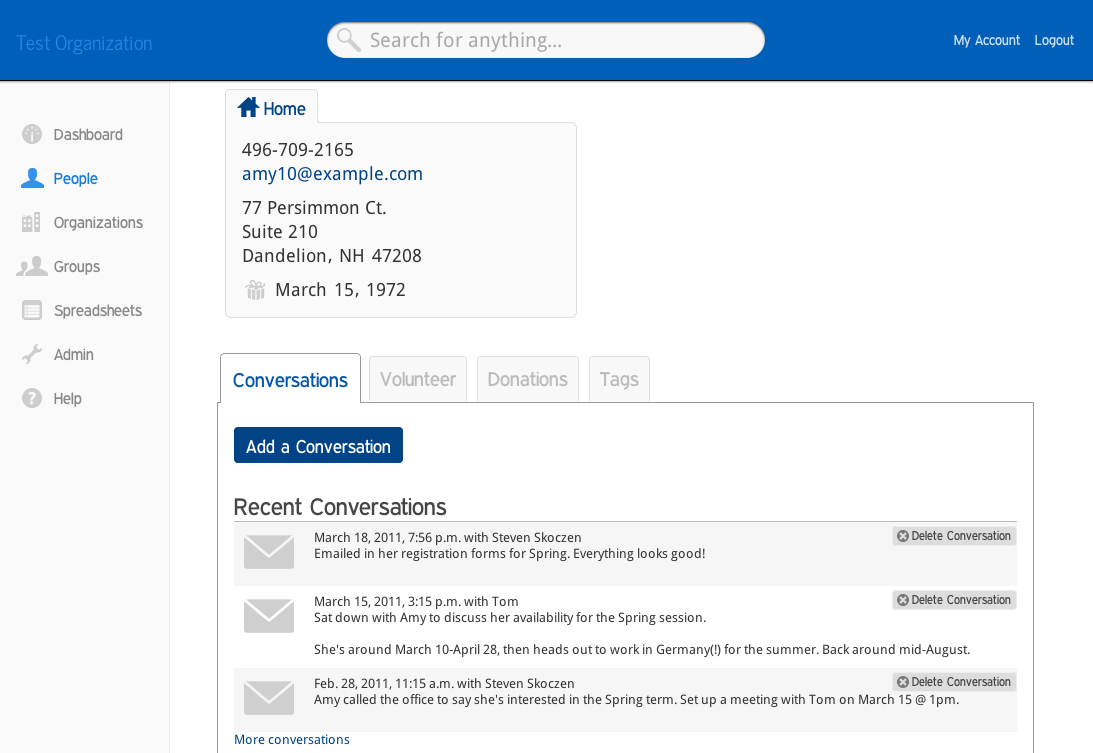 Test Organization
Search for anything...
My Account Logout
Dashboard
People
Organizations
Groups
Spreadsheets
Admin
Help
Home
496-709-2165
amy10@example.com
77 Persimmon Ct.
Suite 210
Dandelion, NH 47208
March 15, 1972
Conversations Volunteer Donations Tags
Add a Conversation
Recent Conversations
March 18, 2011, 7:56 p.m. with Steven Skoczen
Delete Conversation
Emailed in her registration forms for Spring. Everything looks good!
March 15, 2011, 3:15 p.m. with Tom
Delete Conversation
Sat down with Amy to discuss her availability for the Spring session.
She's around March 10-April 28, then heads out to work in Germany(!) for the summer. Back around mid-August.
Feb. 28, 2011, 11:15 a.m. with Steven Skoczen
Delete Conversation
Amy called the office to say she's interested in the Spring term. Set up a meeting with Tom on March 15 @ 1pm.
More conversations